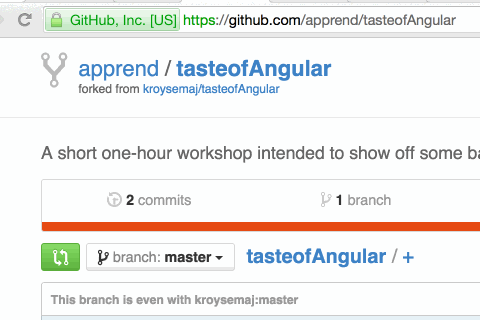 GitHub, Inc. [US] https://github.com/apprend/tasteofAngular
apprend / tasteofAngular
forked from kroysemaj/tasteofAngular
A short one-hour workshop intended to show off some ba
2 commits 1 branch
branch: master tasteofAngular / +
This branch is even with kroysemaj:master